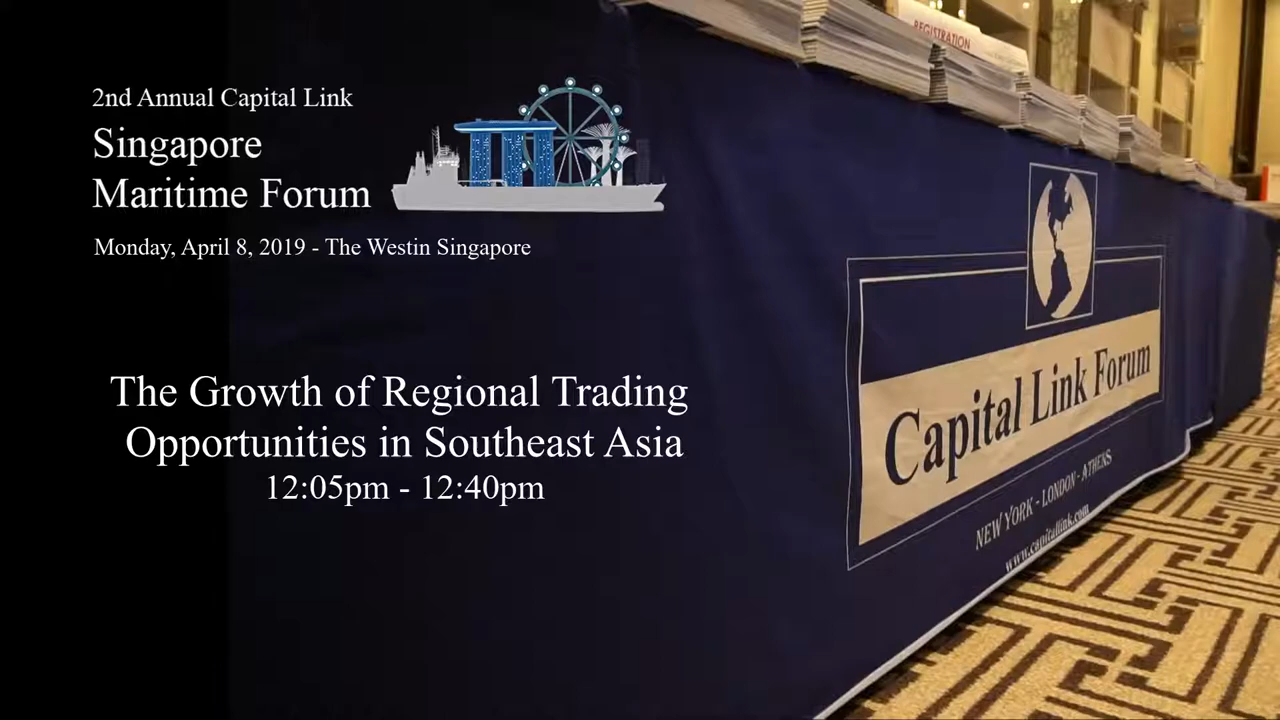 2nd Annual Capital Link
Singapore
Maritime Forum
Monday, April 8, 2019 - The Westin Singapore
The Growth of Regional Trading
Opportunities in Southeast Asia
12:05pm - 12:40pm
REGISTRATION
Capital Link Forum
NEW YORK - LONDON - ATHENS
www.capitallink.com